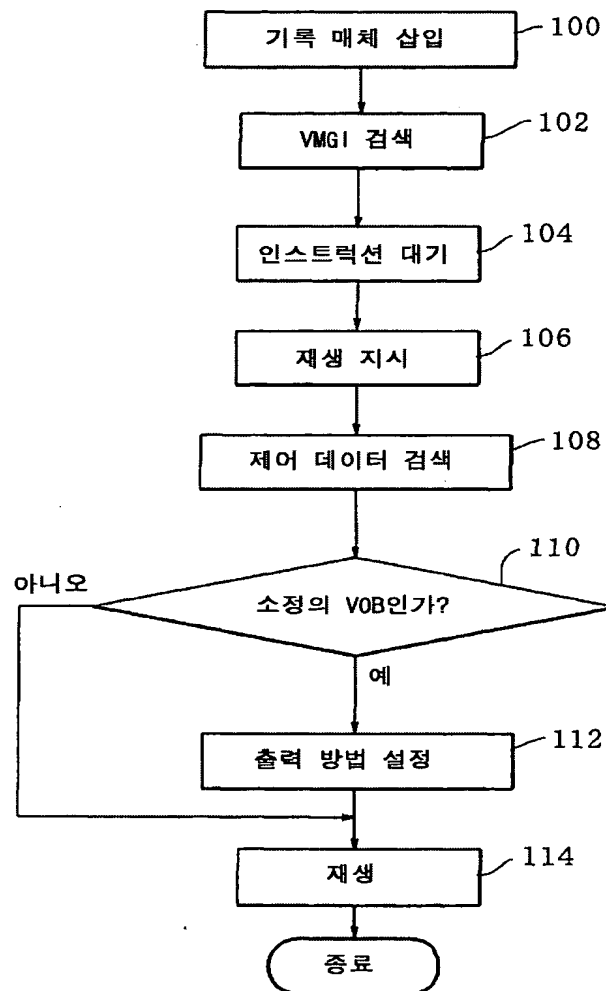 기록 매체 삽입
100
VMGI 검색
102
인스트럭션 대기
104
재생 지시
106
제어 데이터 검색
108
소정의 VOB인가?
110
아니오
예
출력 방법 설정
112
재생
114
종료